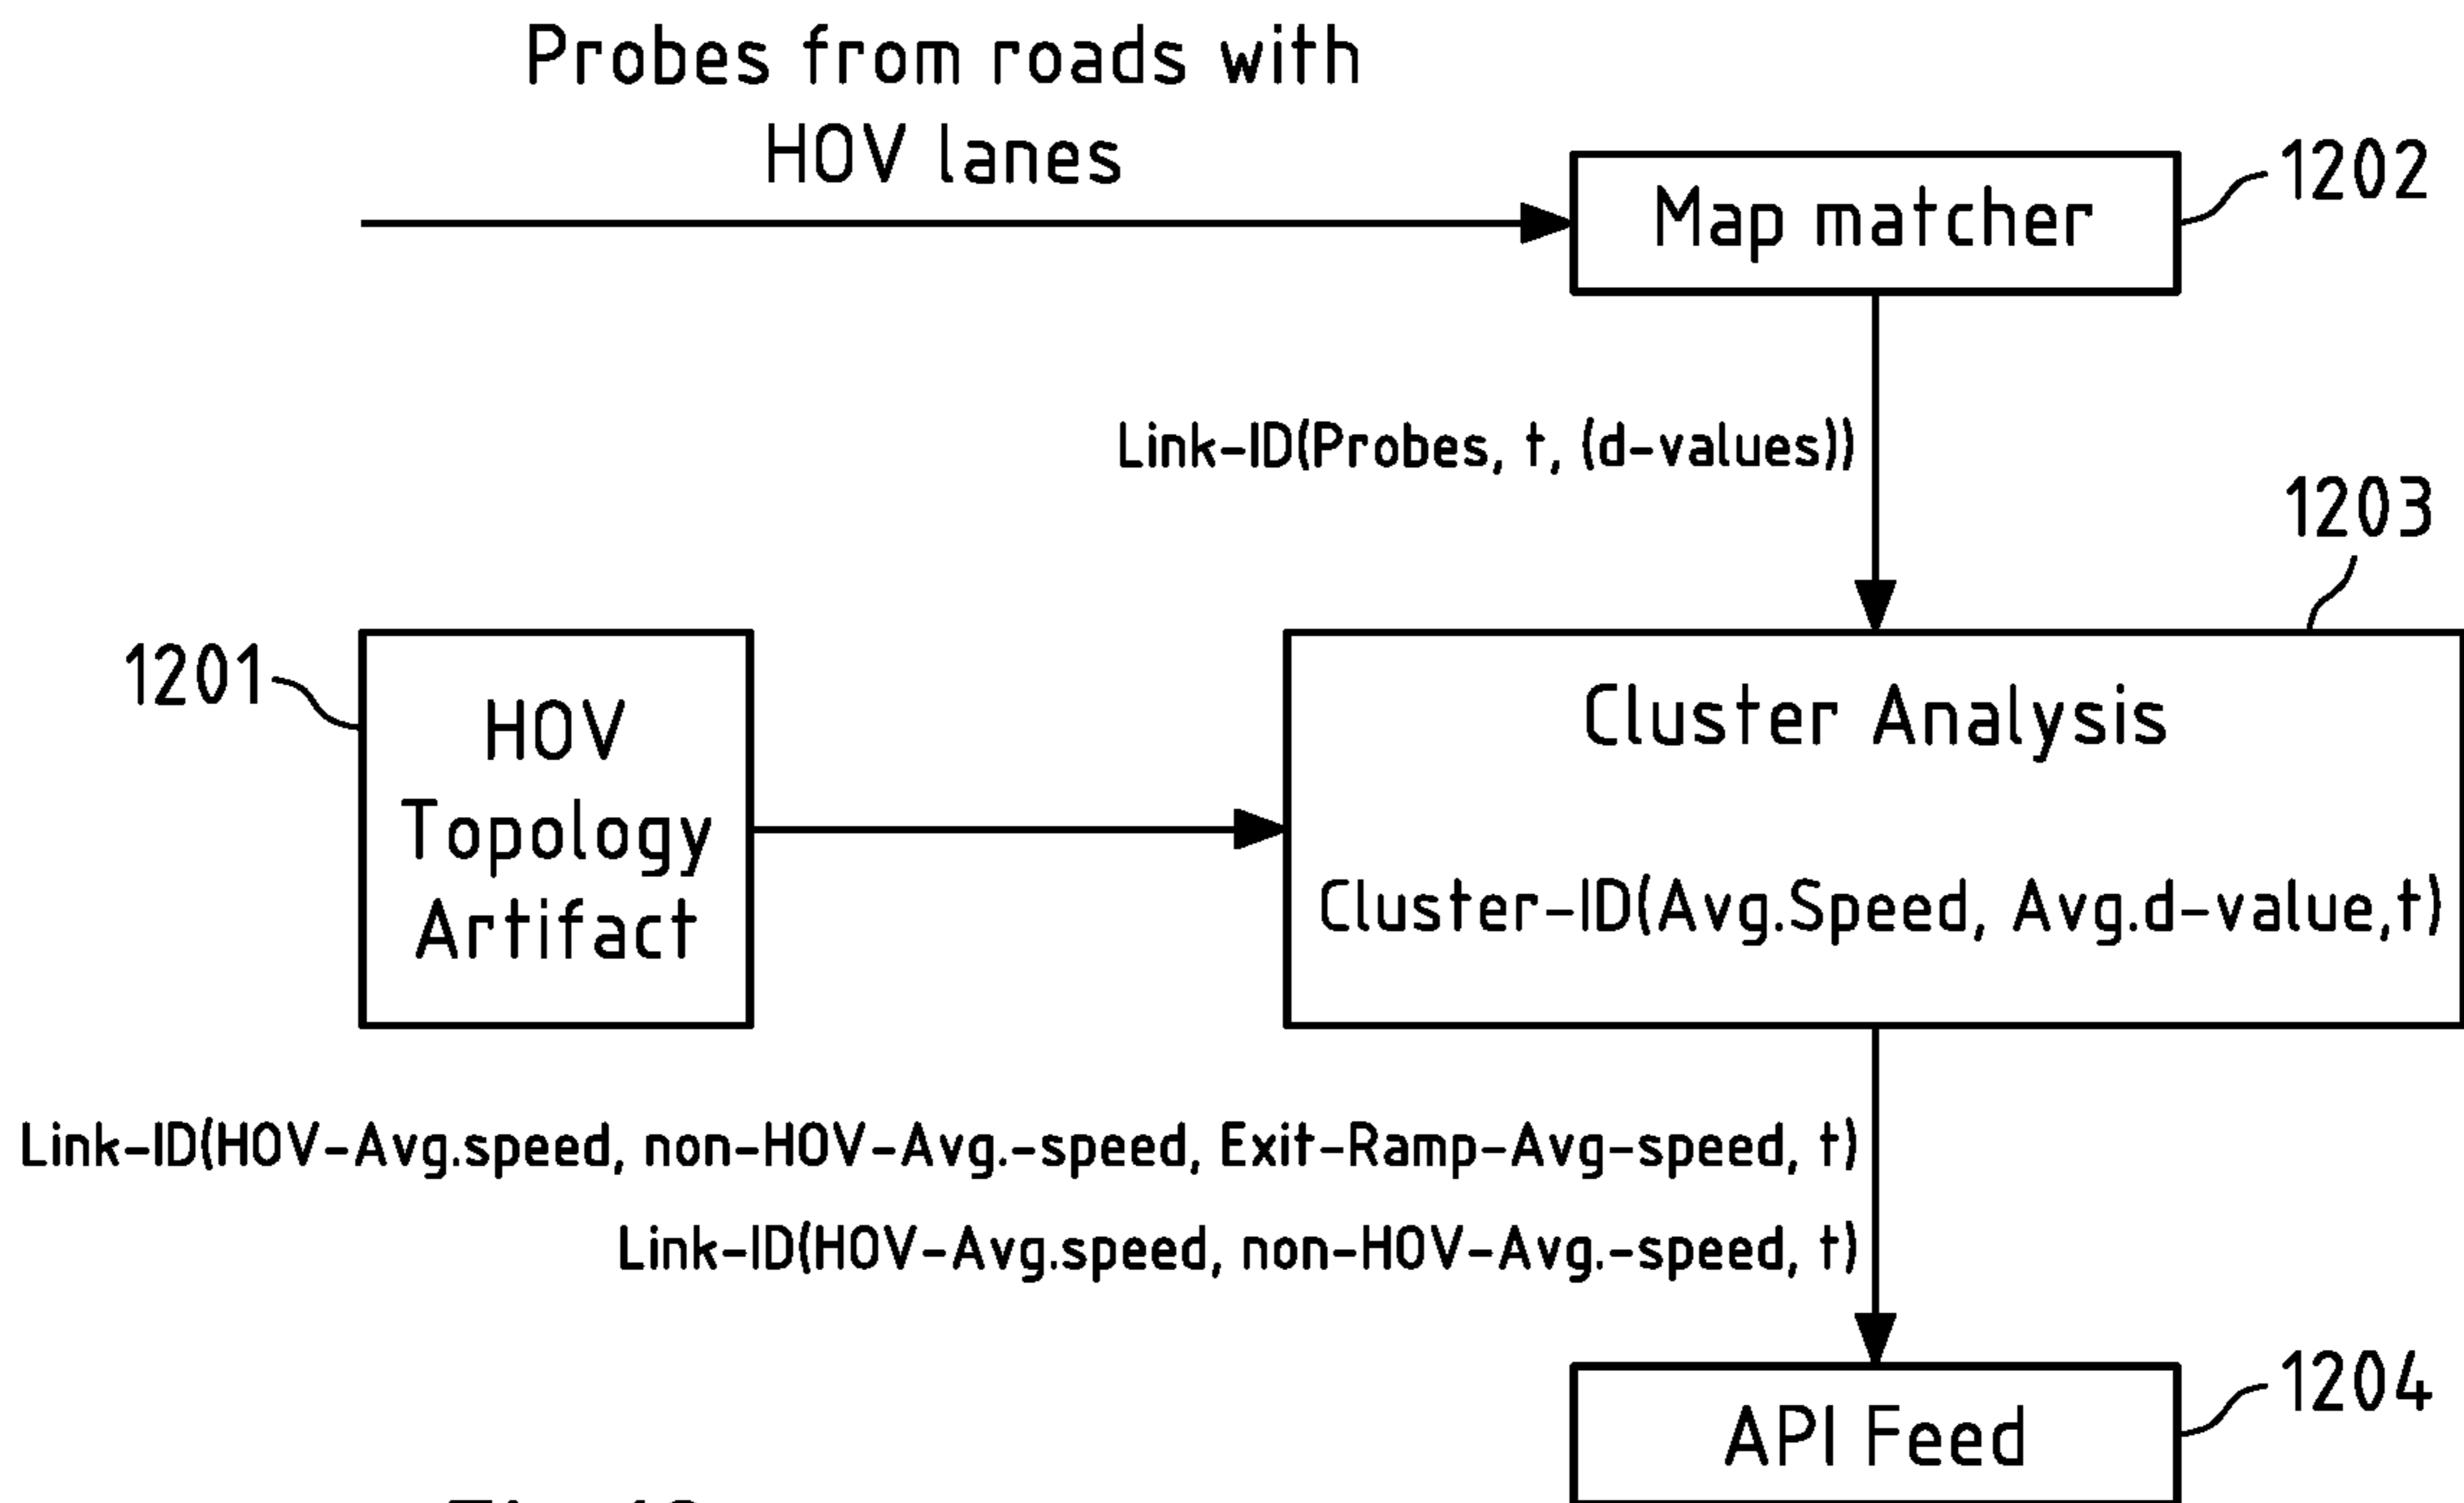 Probes from roads with
HOV lanes
1202
Map matcher
Link-ID(Probes, t, (d-values))
1203
1201
HOV
Topology
Artifact
Cluster Analysis
Cluster-ID(Avg.Speed, Avg.d-value,t)
Link-ID(HOV-Avg.speed, non-HOV-Avg.-speed, Exit-Ramp-Avg-speed, t)
Link-ID(HOV-Avg.speed, non-HOV-Avg.-speed, t)
1204
API Feed